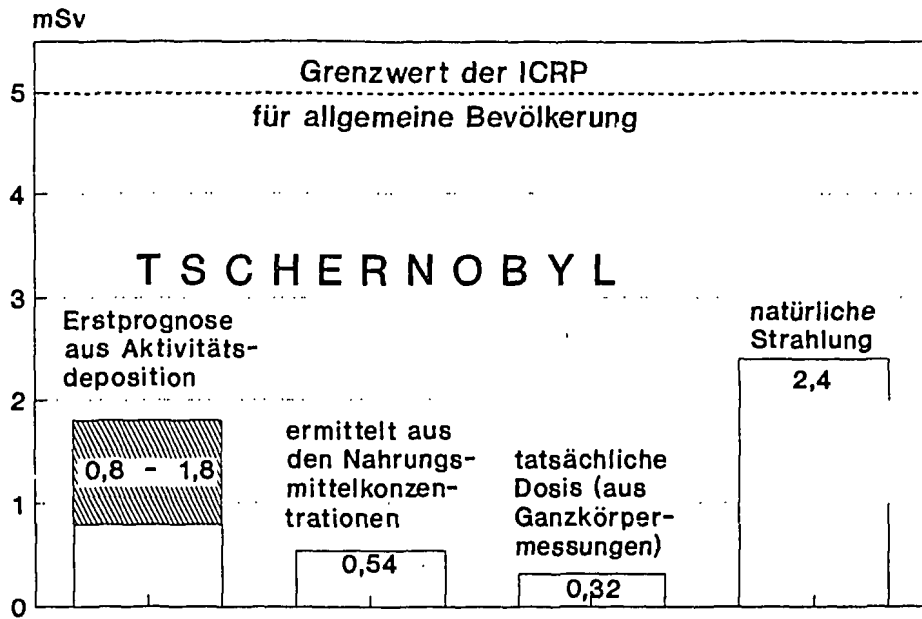 mSv
Grenzwert der ICRP
5
für allgemeine Bevölkerung
4
TSCHERNOBYL
3
Erstprognose
aus Aktivitäts-
deposition
natürliche
Strahlung
2,4
2
0,8 - 1,8
ermittelt aus
den Nahrungs-
mittelkonzen-
trationen
0,54
tatsächliche
Dosis (aus
Ganzkörper-
messungen)
0,32
1
0